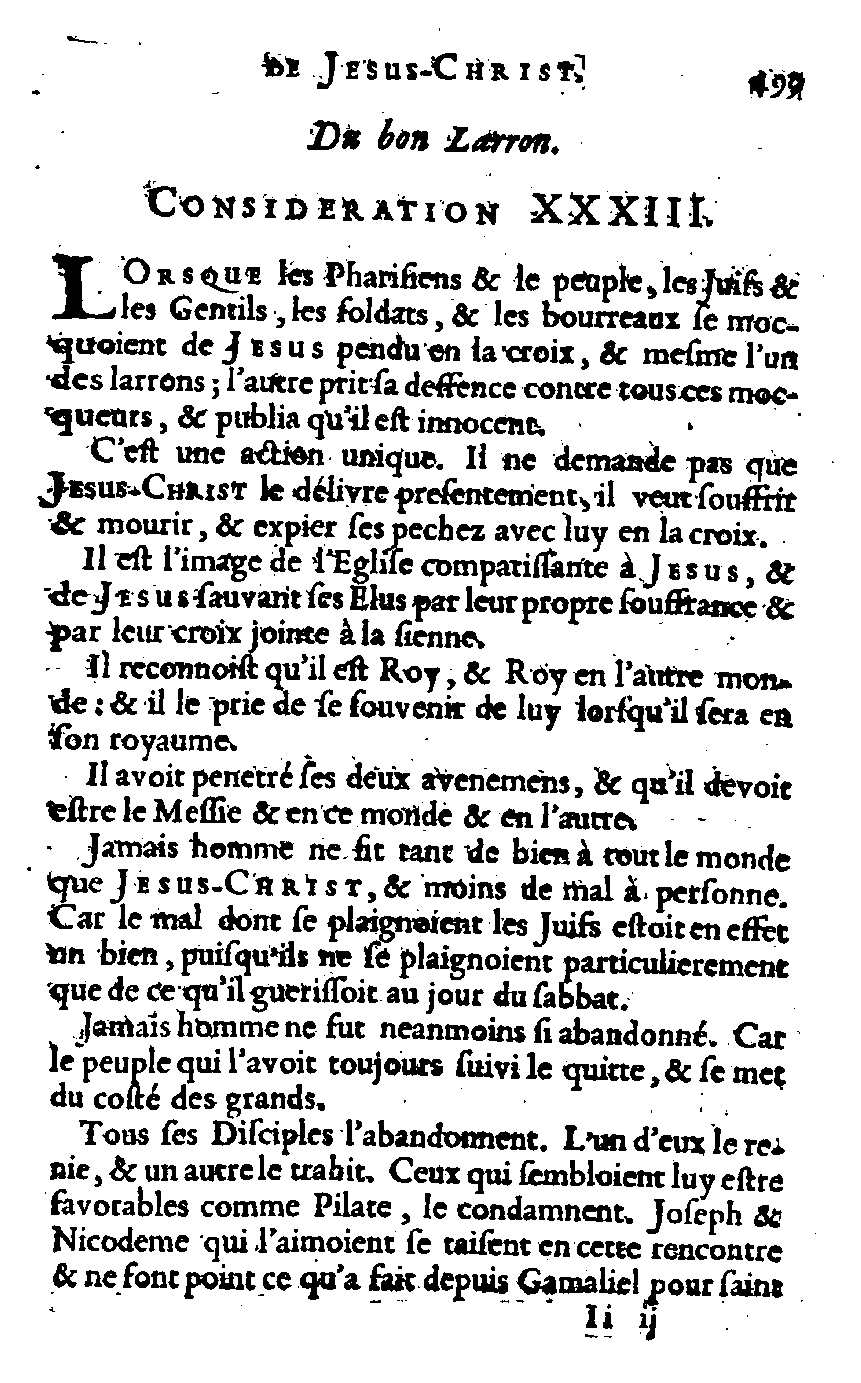 DE JESUS-CHRIST. 499
Du bon Larron.
CONSIDERATION XXXIII.
LORSQUE les Pharisiens & le peuple, les Juifs &
les Gentils, les soldats, & les bourreaux se moc-
quoient de JESUS pendu en la croix, & mesme l'un
des larrons; l'autre prit sa deffence contre tous ces moc-
queurs, & publia qu'il est innocent.
C'est une action unique. Il ne demande pas que
JESUS-CHRIST le délivre presentement, il veut souffrir
& mourir, & expier ses pechez avec luy en la croix.
Il est l'image de l'Eglise compatissante à JESUS, &
de JESUS sauvant ses Elus par leur propre souffrance &
par leur croix jointe à la sienne.
Il reconnoist qu'il est Roy, & Roy en l'autre mon-
de: & il le prie de se souvenir de luy lorsqu'il sera en
son royaume.
Il avoit penetré ses deux avenemens, & qu'il devoit
estre le Messie & en ce monde & en l'autre.
Jamais homme ne fit tant de bien à tout le monde
que JESUS-CHRIST, & moins de mal à personne.
Car le mal dont se plaignoient les Juifs estoit en effet
un bien, puisqu'ils ne se plaignoient particulierement
que de ce qu'il guerissoit au jour du sabbat.
Jamais homme ne fut neanmoins si abandonné. Car
le peuple qui l'avoit toujours suivi le quitte, & se met
du costé des grands.
Tous ses Disciples l'abandonnent. L'un d'eux le re-
nie, & un autre le trahit. Ceux qui sembloient luy estre
favorables comme Pilate, le condamnent. Joseph &
Nicodeme qui l'aimoient se taisent en cette rencontre
& ne font point ce qu'a fait depuis Gamaliel pour saint
Ii ij